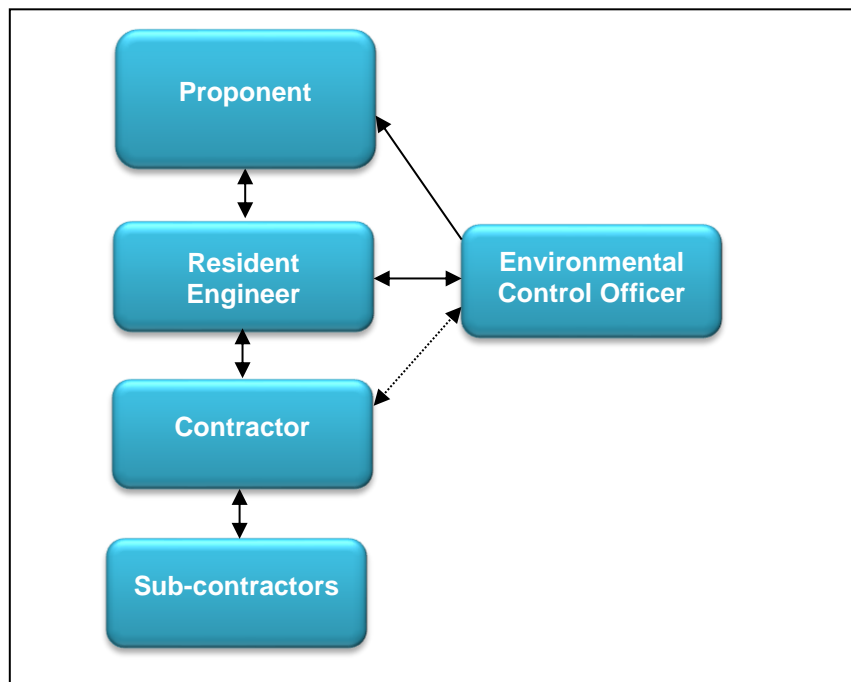 Proponent
Resident
Engineer
Environmental
Control Officer
Contractor
Sub-contractors